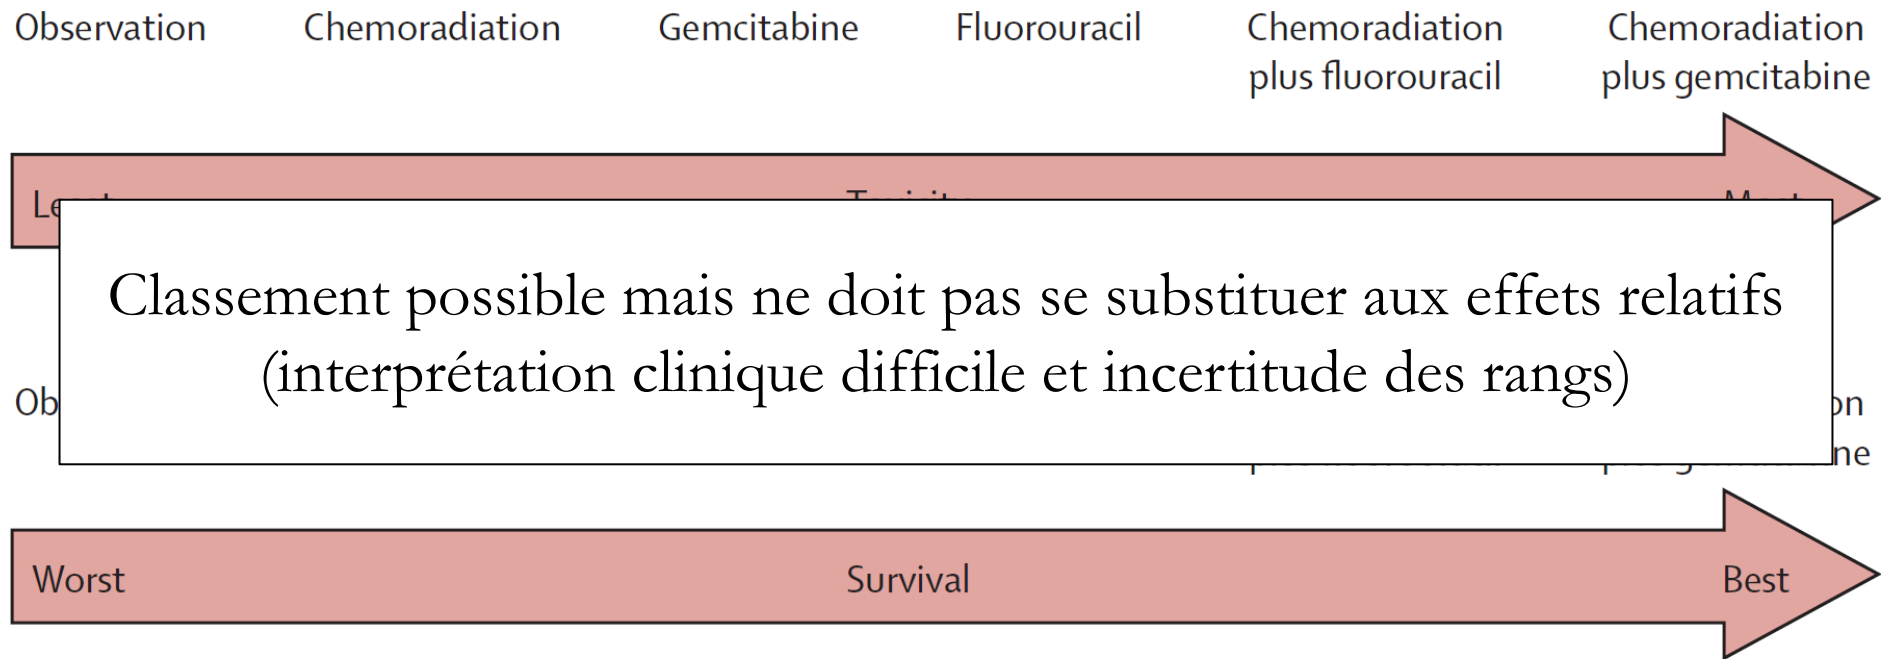 Observation Chemoradiation Gemcitabine Fluorouracil Chemoradiation Chemoradiation
plus fluorouracil plus gemcitabine
Classement possible mais ne doit pas se substituer aux effets relatifs
(interprétation clinique difficile et incertitude des rangs)
Worst Survival Best